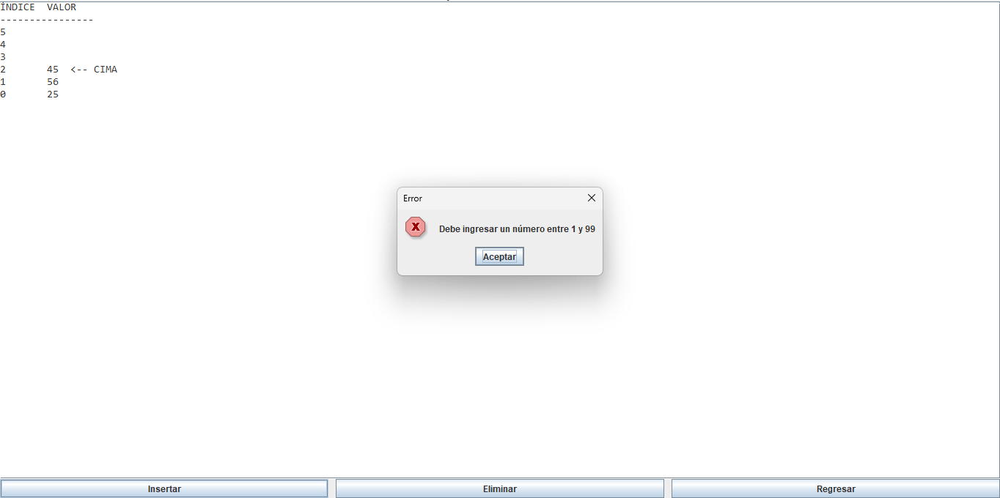 ÍNDICE  VALOR
----------------
5
4
3
2       45  <-- CIMA
1       56
0       25
Error
X
Debe ingresar un número entre 1 y 99
Aceptar
Insertar Eliminar Regresar